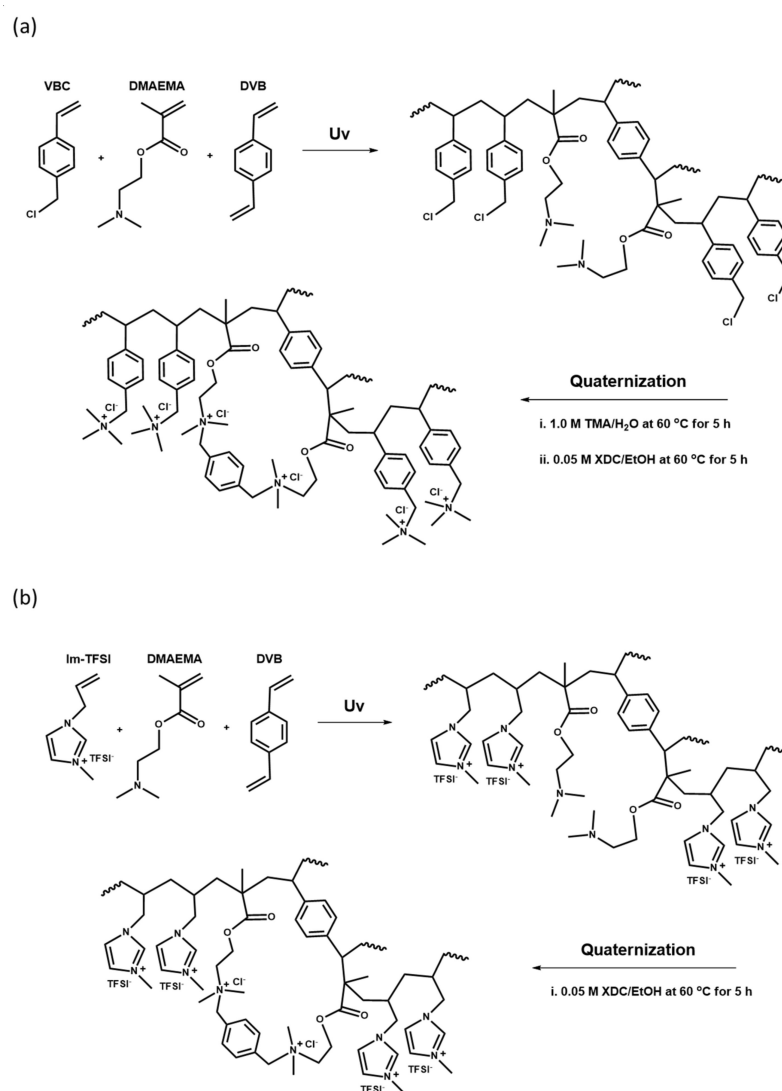 (a)
VBC DMAEMA DVB
+ +
Uv
O
O
Cl
N
O
O
Cl
Cl
N
O
O
N
Cl
Cl
Quaternization
i. 1.0 M TMA/H₂O at 60 °C for 5 h
ii. 0.05 M XDC/EtOH at 60 °C for 5 h
O
O
Cl⁻
N⁺
Cl⁻
N⁺
Cl⁻
N⁺
O
O
N⁺
Cl⁻
Cl⁻
N⁺
Cl⁻
N⁺
(b)
Im-TFSI DMAEMA DVB
+ +
Uv
N
N⁺
TFSI⁻
O
O
N
O
O
N
N⁺
TFSI⁻
N
N⁺
TFSI⁻
N
N
O
O
N
N⁺
TFSI⁻
N
N⁺
TFSI⁻
Quaternization
i. 0.05 M XDC/EtOH at 60 °C for 5 h
O
O
N
N⁺
TFSI⁻
N
N⁺
TFSI⁻
N⁺
Cl⁻
O
O
N⁺
Cl⁻
N
N⁺
TFSI⁻
N
N⁺
TFSI⁻